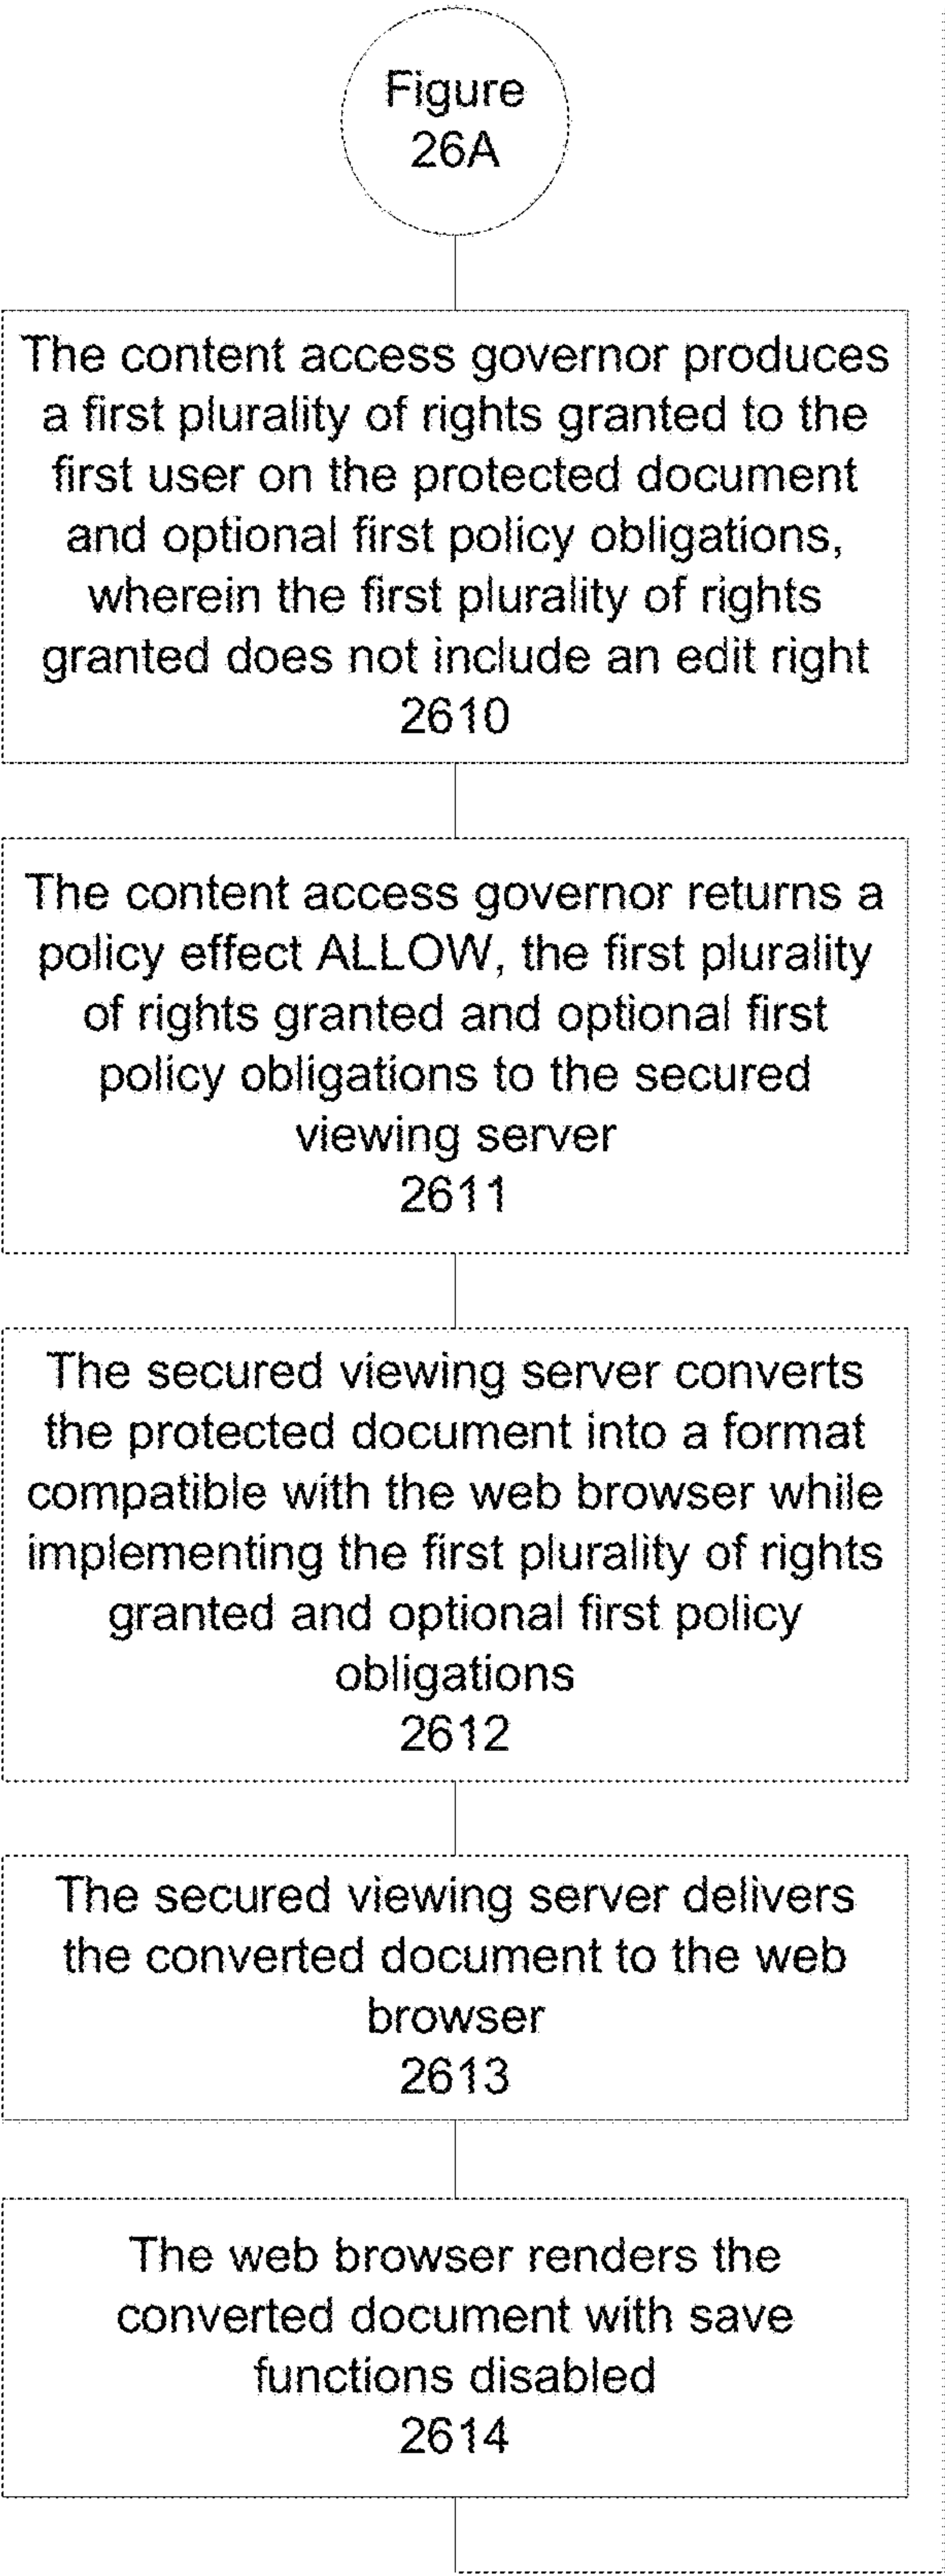 Figure
26A
The content access governor produces
a first plurality of rights granted to the
first user on the protected document
and optional first policy obligations,
wherein the first plurality of rights
granted does not include an edit right
2610
The content access governor returns a
policy effect ALLOW, the first plurality
of rights granted and optional first
policy obligations to the secured
viewing server
2611
The secured viewing server converts
the protected document into a format
compatible with the web browser while
implementing the first plurality of rights
granted and optional first policy
obligations
2612
The secured viewing server delivers
the converted document to the web
browser
2613
The web browser renders the
converted document with save
functions disabled
2614